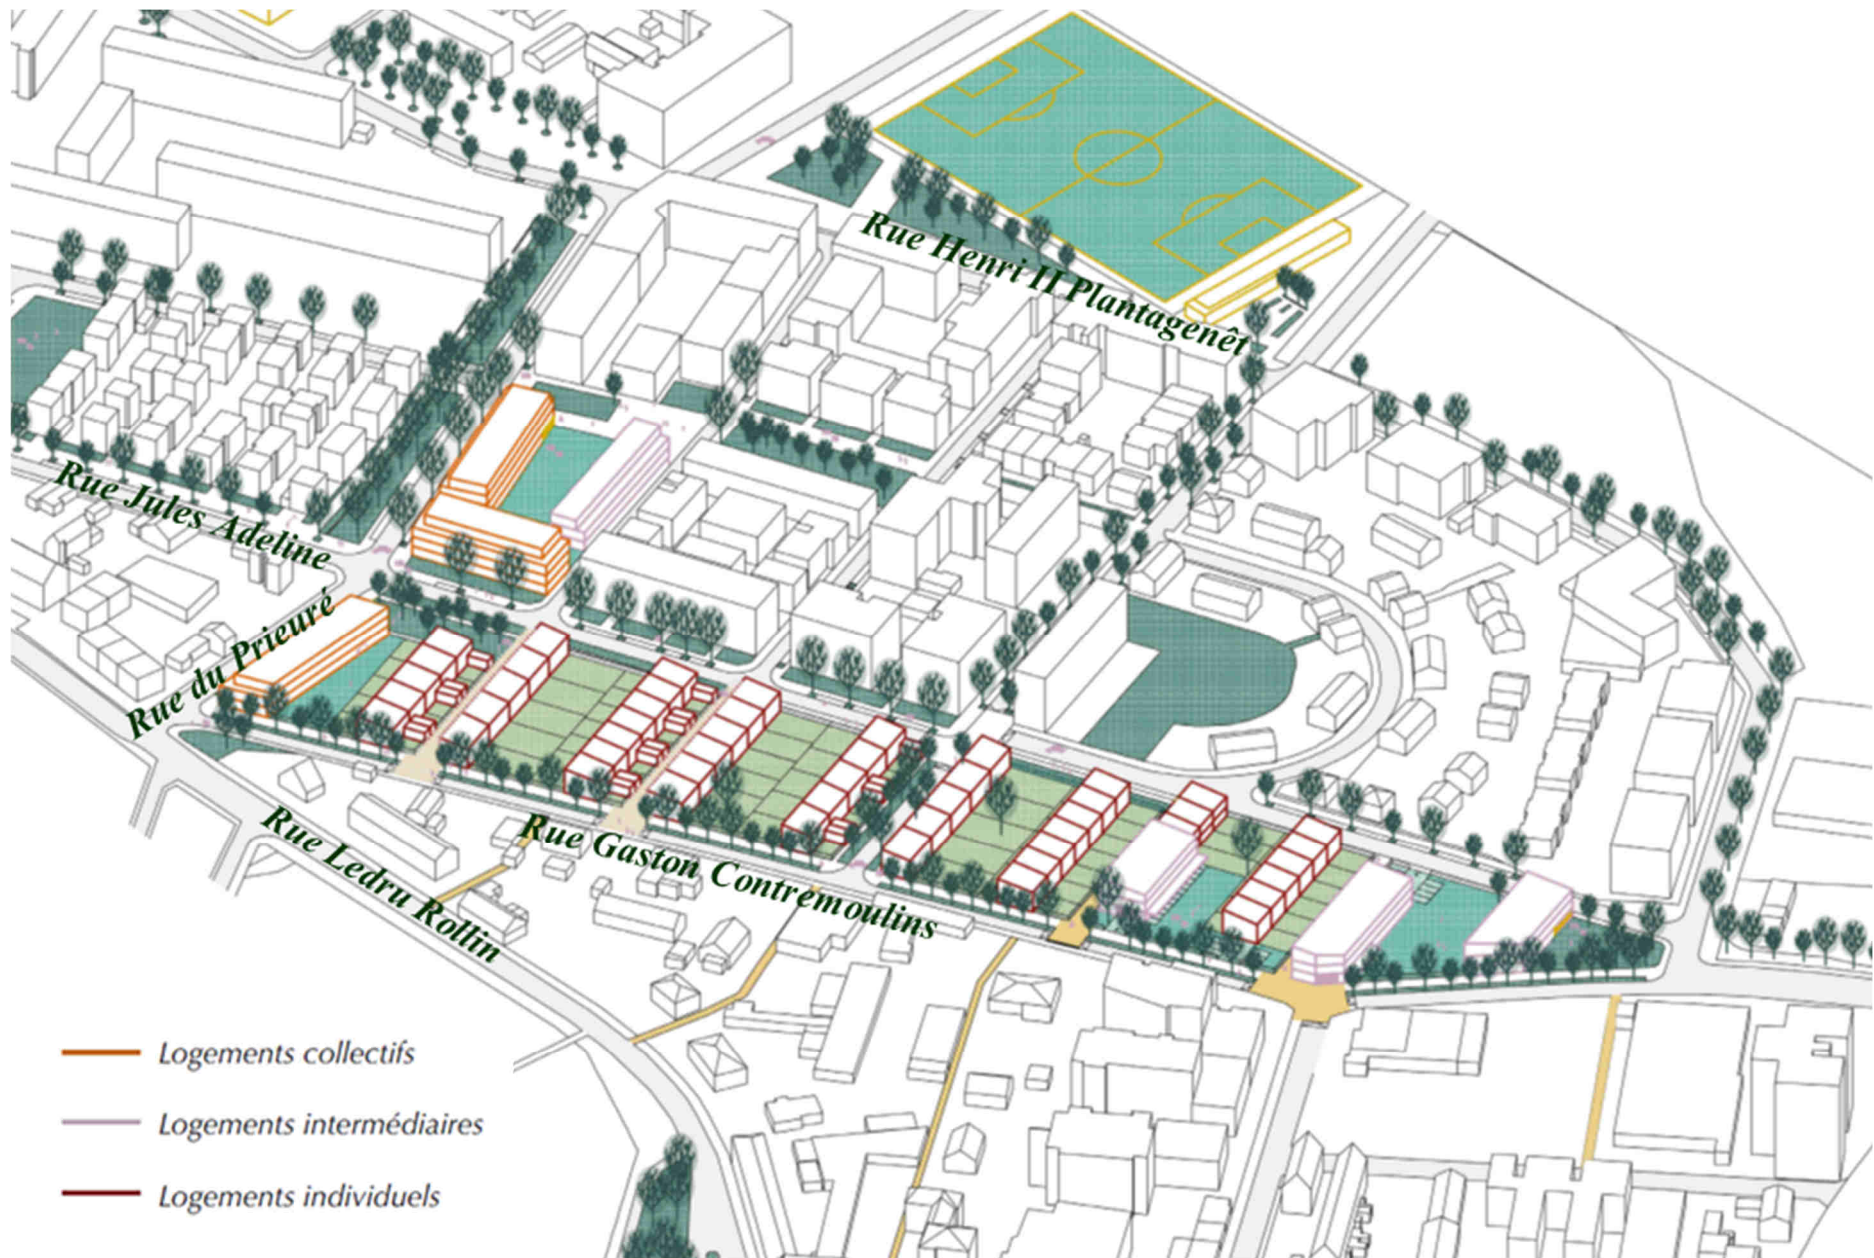 Rue Henri II Plantagenêt
Rue Jules Adeline
Rue du Prieuré
Rue Ledru Rollin
Rue Gaston Contremoulins
Logements collectifs
Logements intermédiaires
Logements individuels